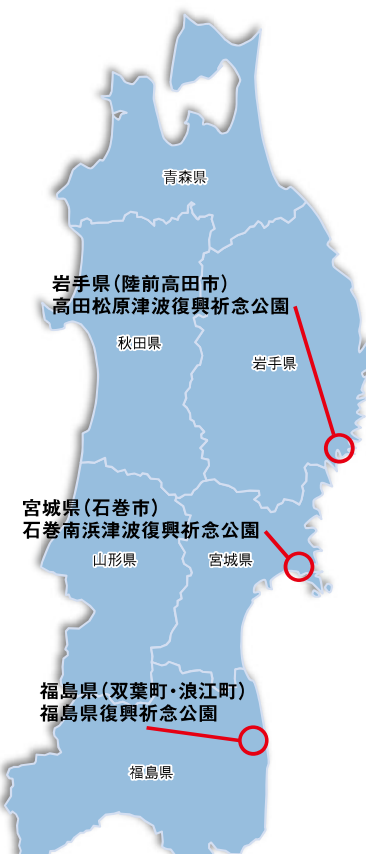 青森県
岩手県（陸前高田市）
高田松原津波復興祈念公園
秋田県
岩手県
宮城県（石巻市）
石巻南浜津波復興祈念公園
山形県
宮城県
福島県（双葉町・浪江町）
福島県復興祈念公園
福島県